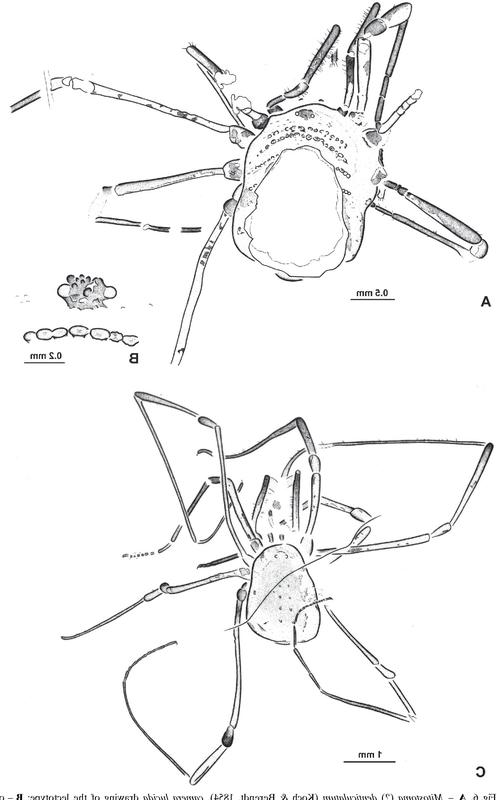 0.5 mm
A
0.2 mm
B
1 mm
C
Fig. 6. A – Mitostoma (?) denticulatum (Koch & Berendt, 1854), camera lucida drawing of the lectotype; B –